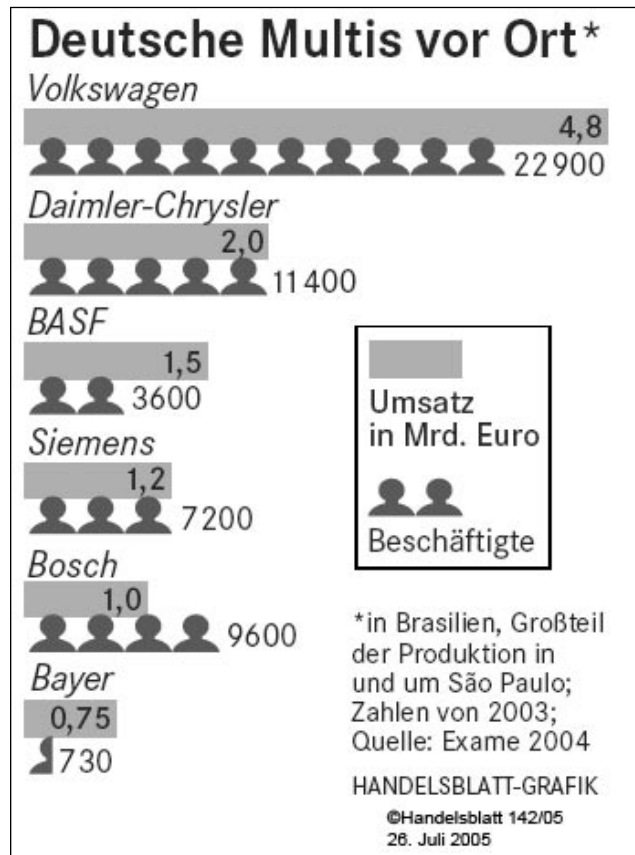 Deutsche Multis vor Ort*
Volkswagen
4,8
22900
Daimler-Chrysler
2,0
11400
BASF
1,5
3600
Siemens
1,2
7200
Bosch
1,0
9600
Bayer
0,75
730
Umsatz
in Mrd. Euro
Beschäftigte
*in Brasilien, Großteil
der Produktion in
und um São Paulo;
Zahlen von 2003;
Quelle: Exame 2004
HANDELSBLATT-GRAFIK
©Handelsblatt 142/05
26. Juli 2005